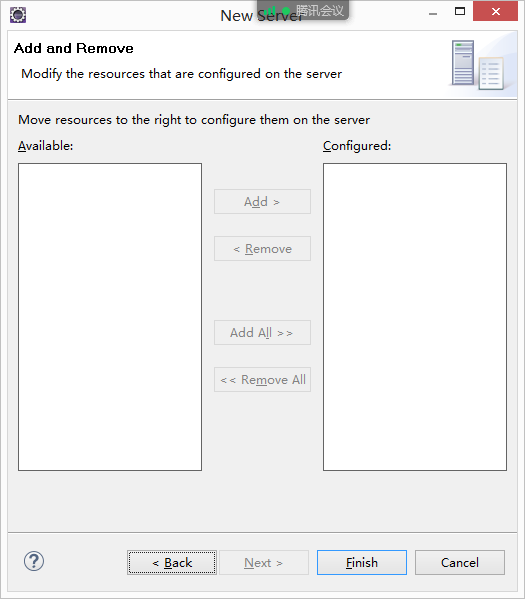 New Server
腾讯会议
Add and Remove
Modify the resources that are configured on the server
Move resources to the right to configure them on the server
Available:
Configured:
Add >
< Remove
Add All >>
<< Remove All
?
< Back
Next >
Finish
Cancel